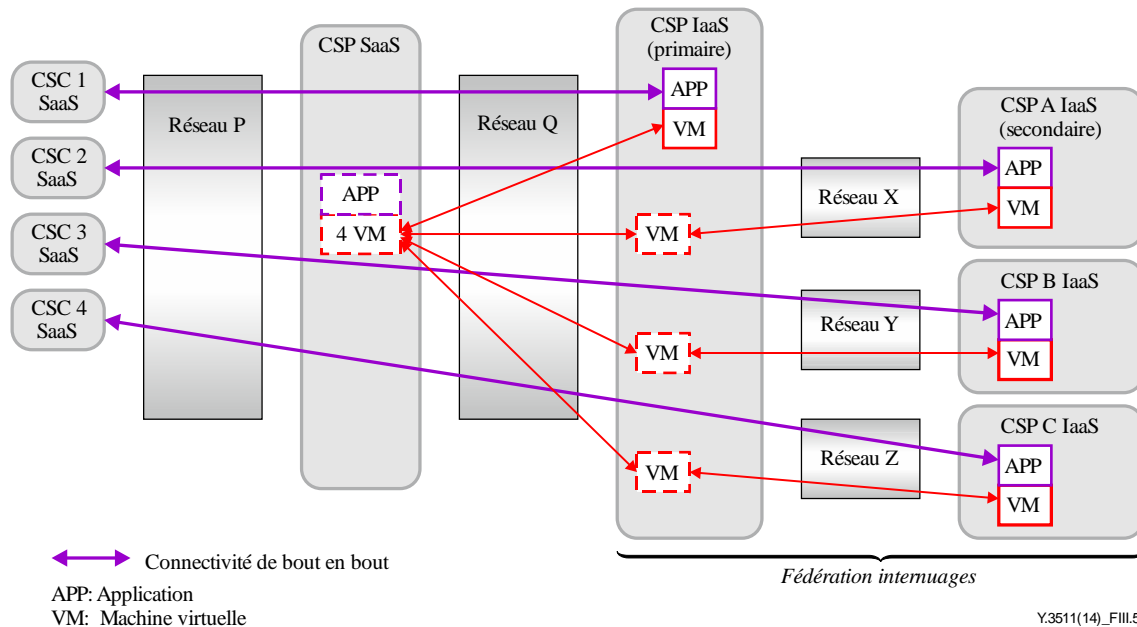 CSP SaaS
CSP IaaS
(primaire)
CSC 1
SaaS
CSC 2
SaaS
CSC 3
SaaS
CSC 4
SaaS
Réseau P
APP
4 VM
Réseau Q
APP
VM
VM
VM
VM
Réseau X
Réseau Y
Réseau Z
CSP A IaaS
(secondaire)
APP
VM
CSP B IaaS
APP
VM
CSP C IaaS
APP
VM
Connectivité de bout en bout
Fédération internuages
APP: Application
VM: Machine virtuelle
Y.3511(14)_FIII.5